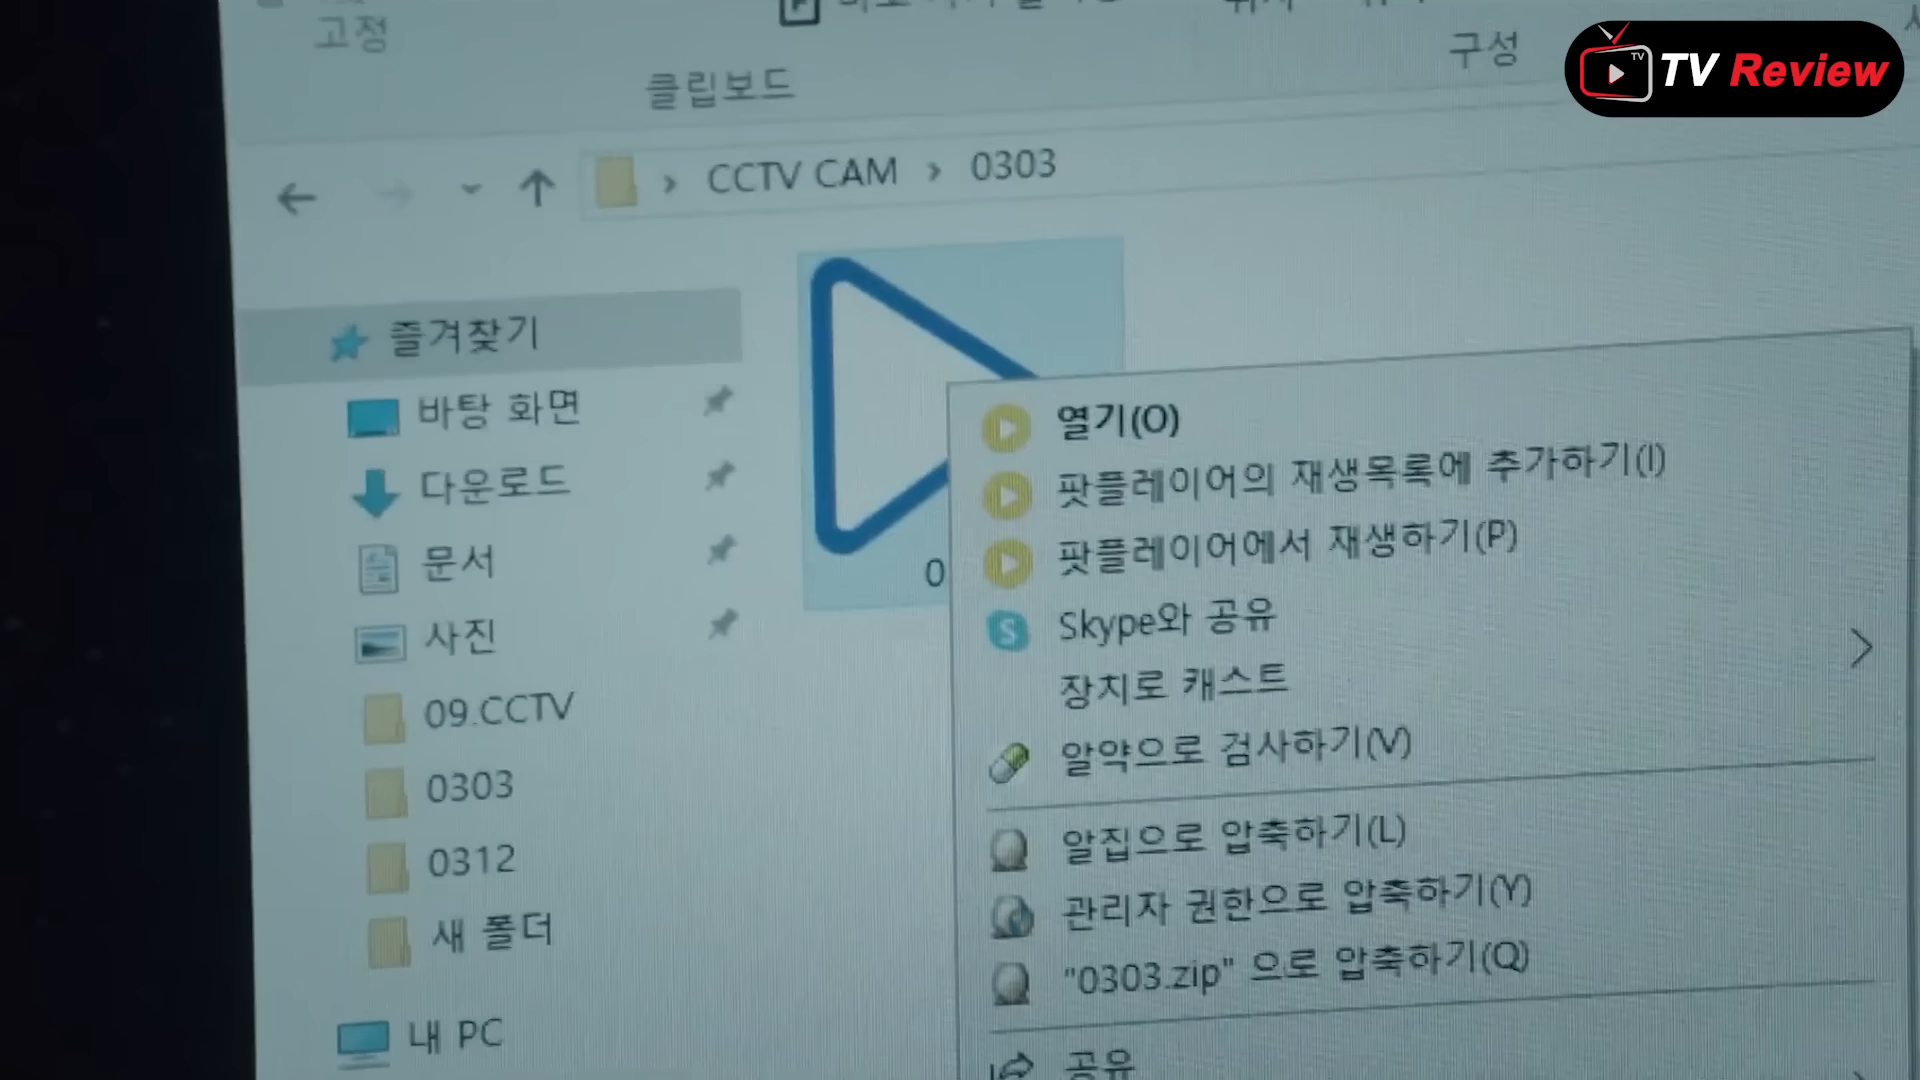 고정
클립보드
구성
TV Review
CCTV CAM > 0303
즐겨찾기
바탕 화면
다운로드
문서
사진
09.CCTV
0303
0312
새 폴더
내 PC
0
열기(O)
팟플레이어의 재생목록에 추가하기(I)
팟플레이어에서 재생하기(P)
Skype와 공유
장치로 캐스트
알약으로 검사하기(V)
알집으로 압축하기(L)
관리자 권한으로 압축하기(Y)
"0303.zip" 으로 압축하기(Q)
공유